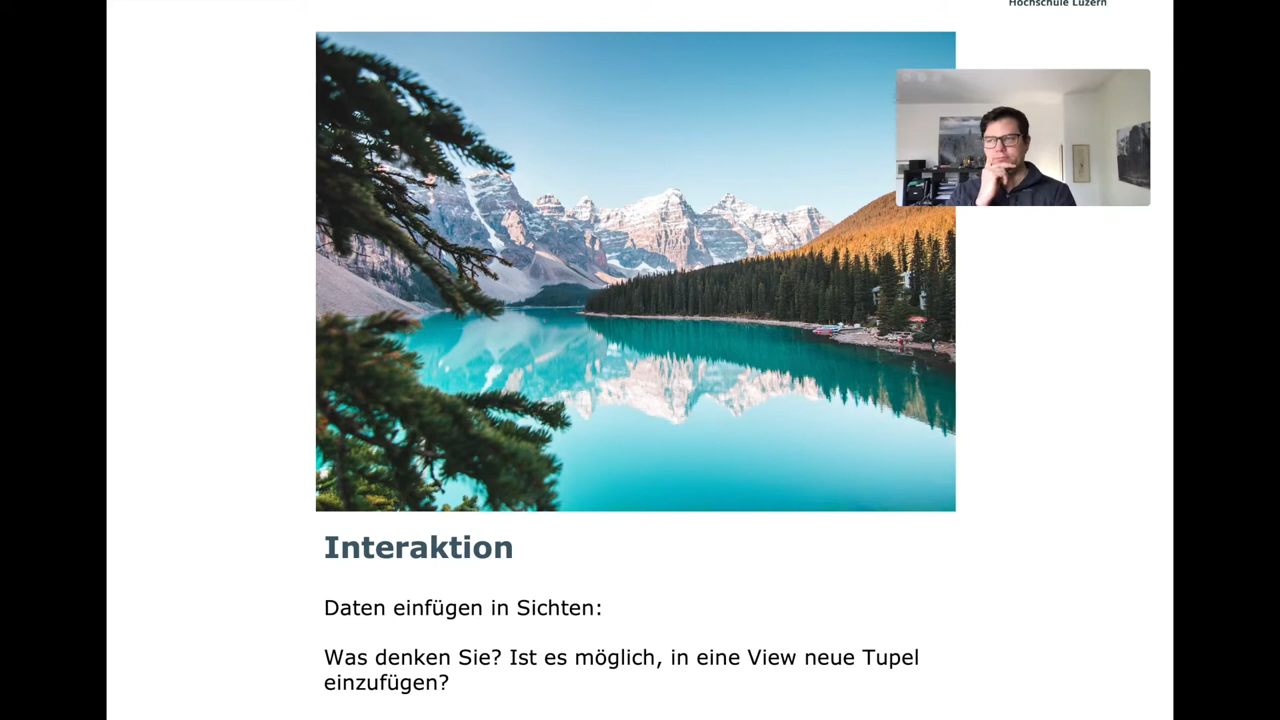 Hochschule Luzern
Interaktion
Daten einfügen in Sichten:
Was denken Sie? Ist es möglich, in eine View neue Tupel
einzufügen?